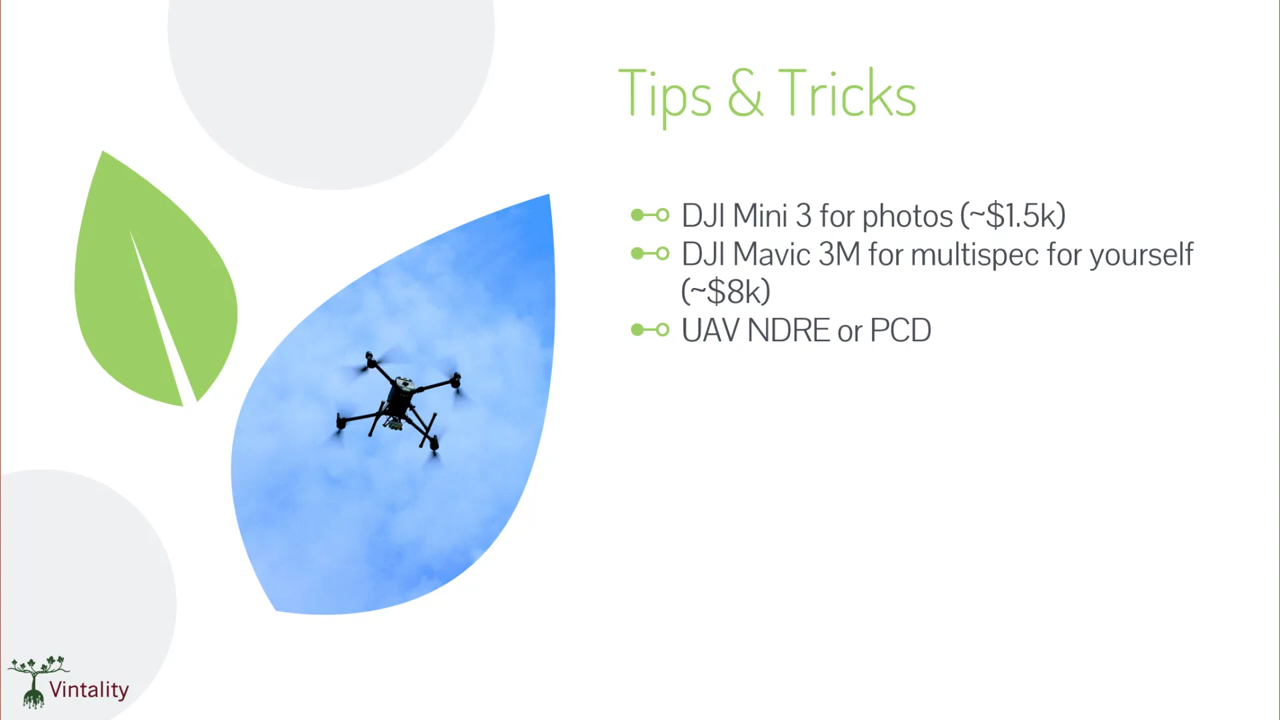 Tips & Tricks
DJI Mini 3 for photos (~$1.5k)
DJI Mavic 3M for multispec for yourself
(~$8k)
UAV NDRE or PCD
Vintality